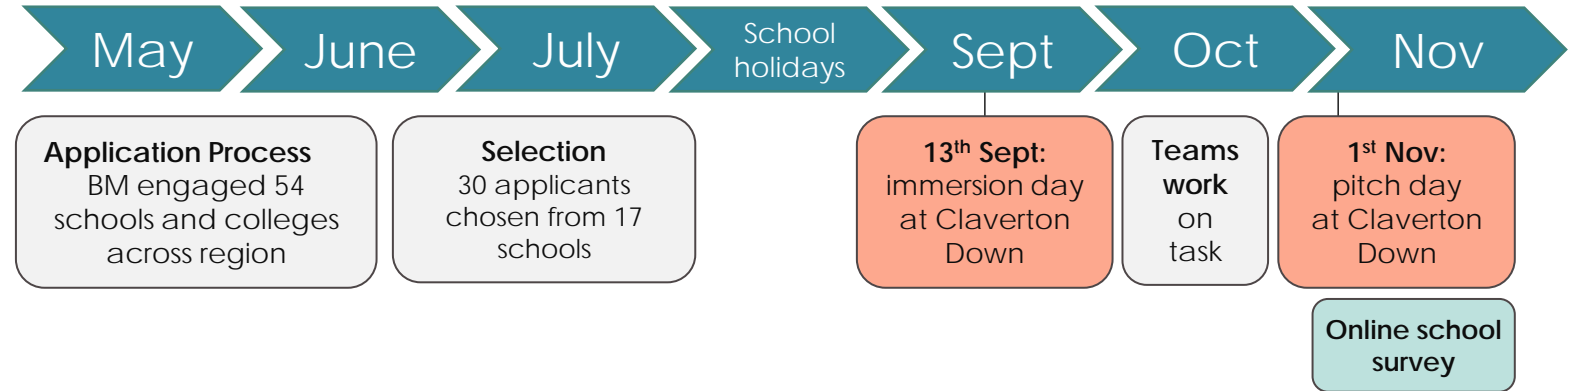 May
June
July
School
holidays
Sept
Oct
Nov
Application Process
BM engaged 54
schools and colleges
across region
Selection
30 applicants
chosen from 17
schools
13th Sept:
immersion day
at Claverton
Down
Teams
work
on
task
1st Nov:
pitch day
at Claverton
Down
Online school
survey